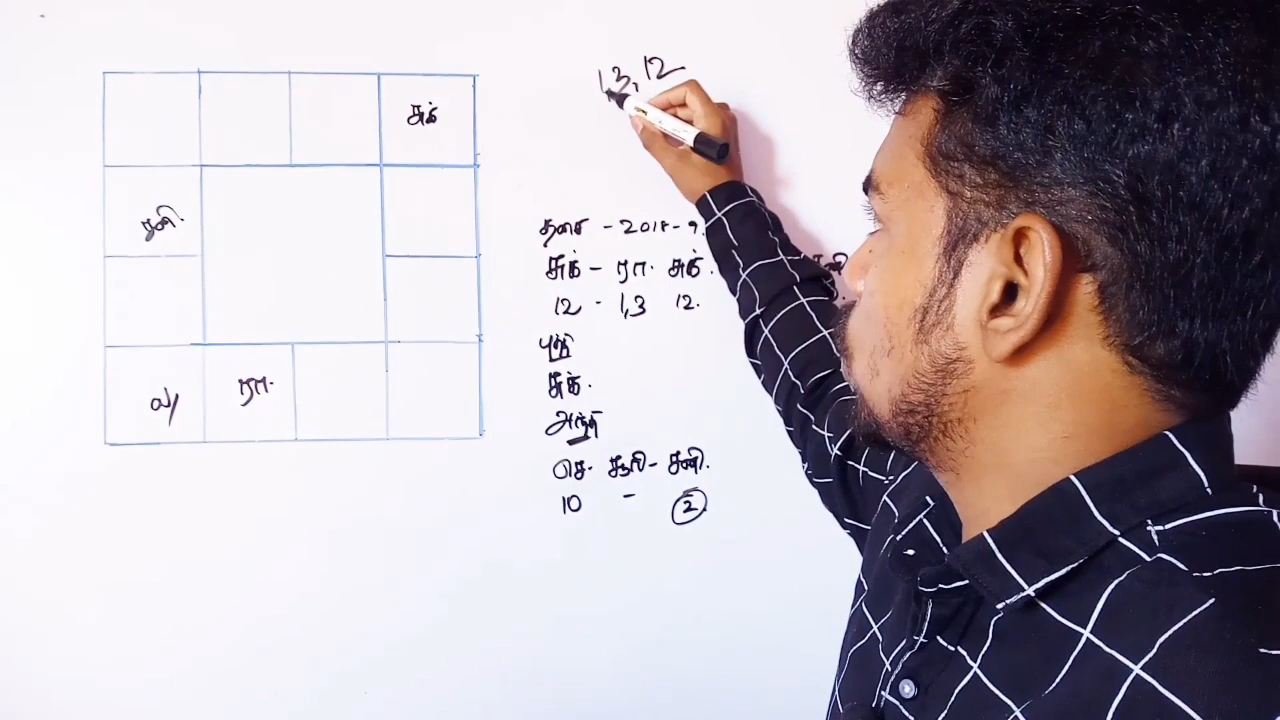 1,3, 12
சுக்
சனி.
ல/
ரா.
தசை - 2018-9.
சுக் - ரா. சுக்.
12 - 1,3 12.
புத்தி
சுக்.
அந்தி
செ. சூரி - சனி.
10 - 2